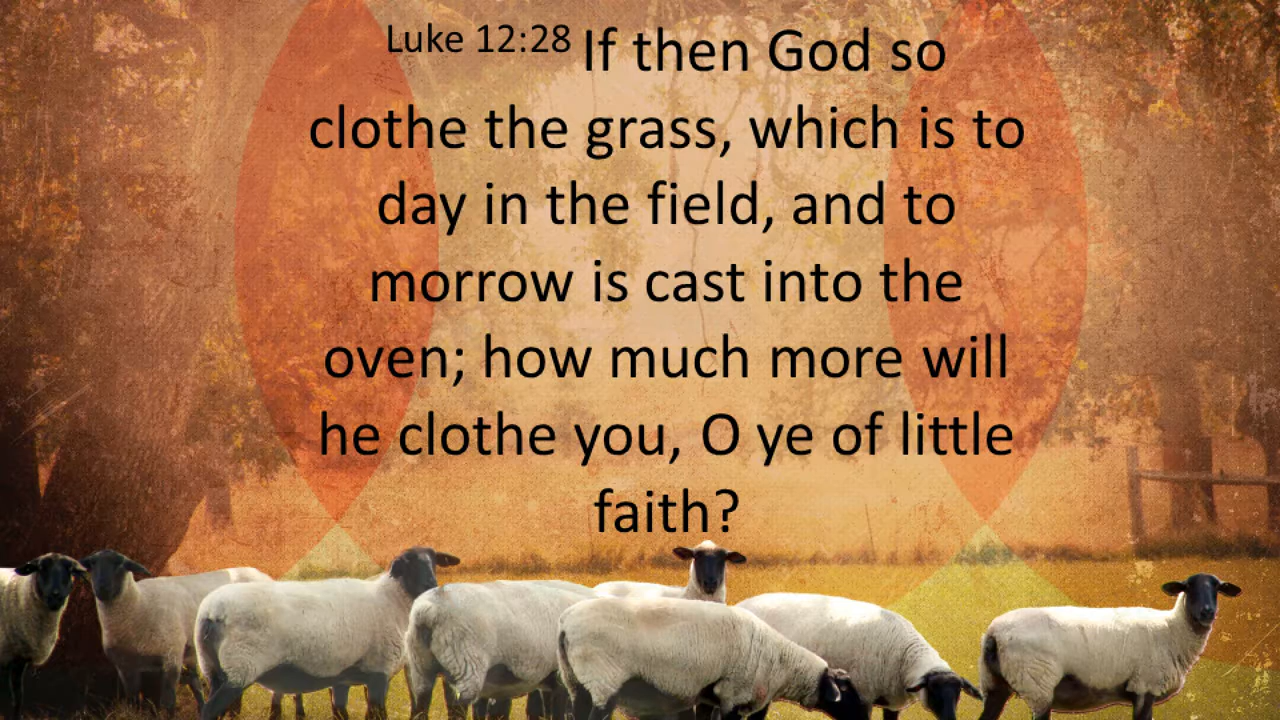 Luke 12:28 If then God so
clothe the grass, which is to
day in the field, and to
morrow is cast into the
oven; how much more will
he clothe you, O ye of little
faith?